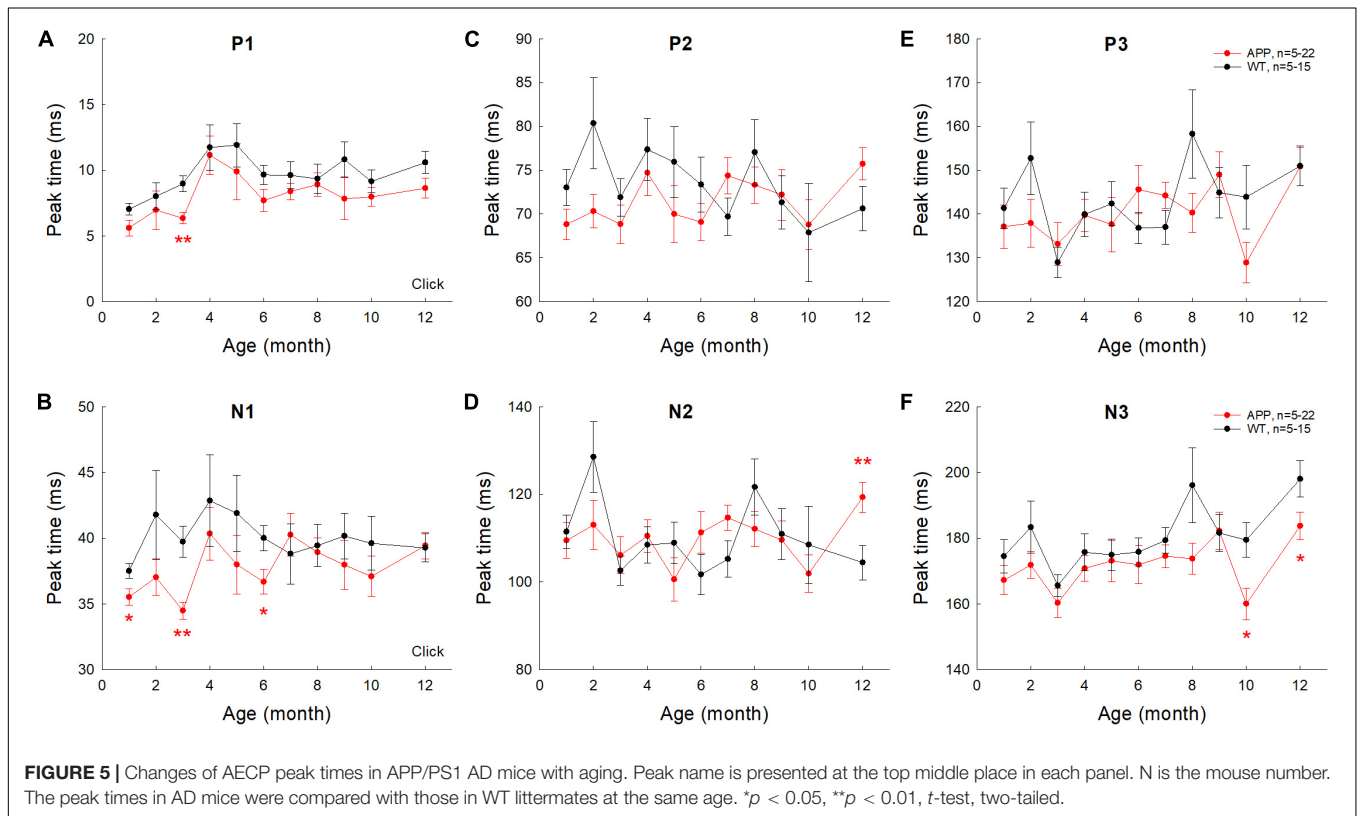 A
P1
20
15
10
5
0
Peak time (ms)
**
Click
0 2 4 6 8 10 12
Age (month)
C
P2
90
85
80
75
70
65
60
Peak time (ms)
0 2 4 6 8 10 12
Age (month)
E
P3
APP, n=5-22
WT, n=5-15
180
170
160
150
140
130
120
Peak time (ms)
0 2 4 6 8 10 12
Age (month)
B
N1
50
45
40
35
30
Peak time (ms)
*
**
*
Click
0 2 4 6 8 10 12
Age (month)
D
N2
140
120
100
80
Peak time (ms)
**
0 2 4 6 8 10 12
Age (month)
F
N3
APP, n=5-22
WT, n=5-15
220
200
180
160
140
Peak time (ms)
*
*
0 2 4 6 8 10 12
Age (month)
FIGURE 5 | Changes of AECP peak times in APP/PS1 AD mice with aging. Peak name is presented at the top middle place in each panel. N is the mouse number.
The peak times in AD mice were compared with those in WT littermates at the same age. *p < 0.05, **p < 0.01, t-test, two-tailed.